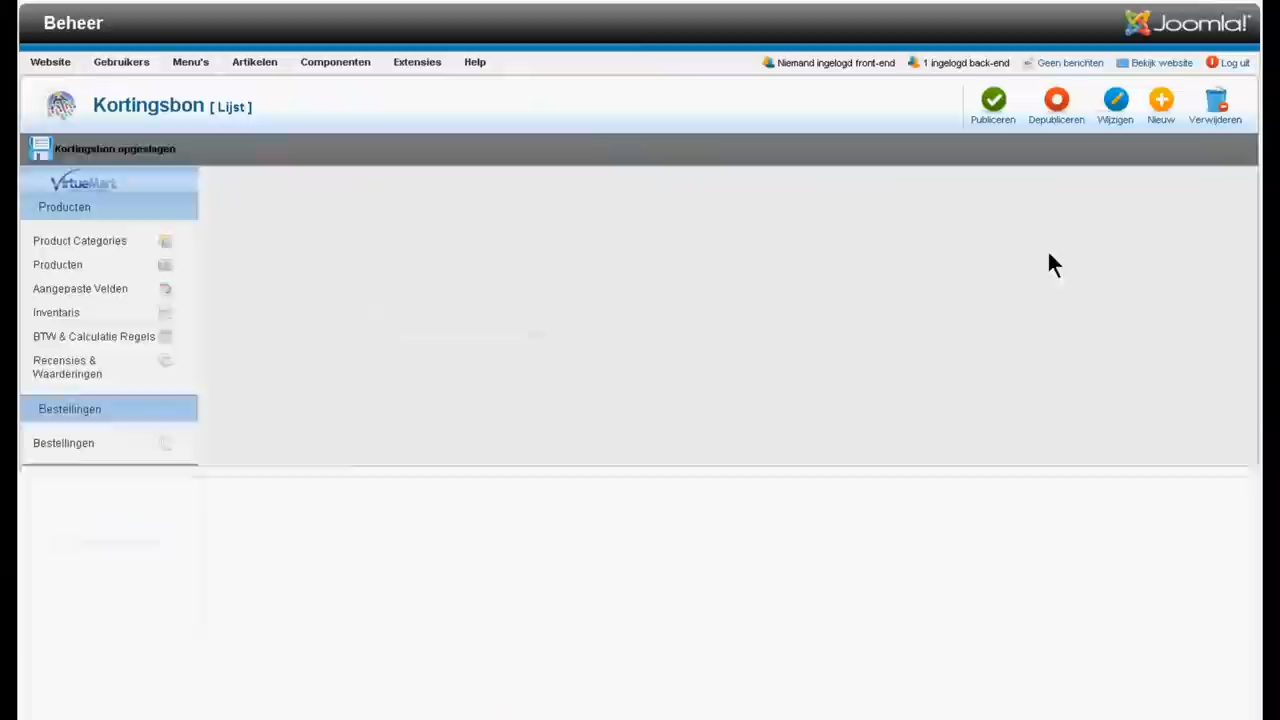 Beheer
Joomla!
Website Gebruikers Menu's Artikelen Componenten Extensies Help
Niemand ingelogd front-end 1 ingelogd back-end Geen berichten Bekijk website Log uit
Kortingsbon [ Lijst ]
Publiceren Depubliceren Wijzigen Nieuw Verwijderen
Kortingsbon opgeslagen
VirtueMart
Producten
Product Categories
Producten
Aangepaste Velden
Inventaris
BTW & Calculatie Regels
Recensies &
Waarderingen
Bestellingen
Bestellingen